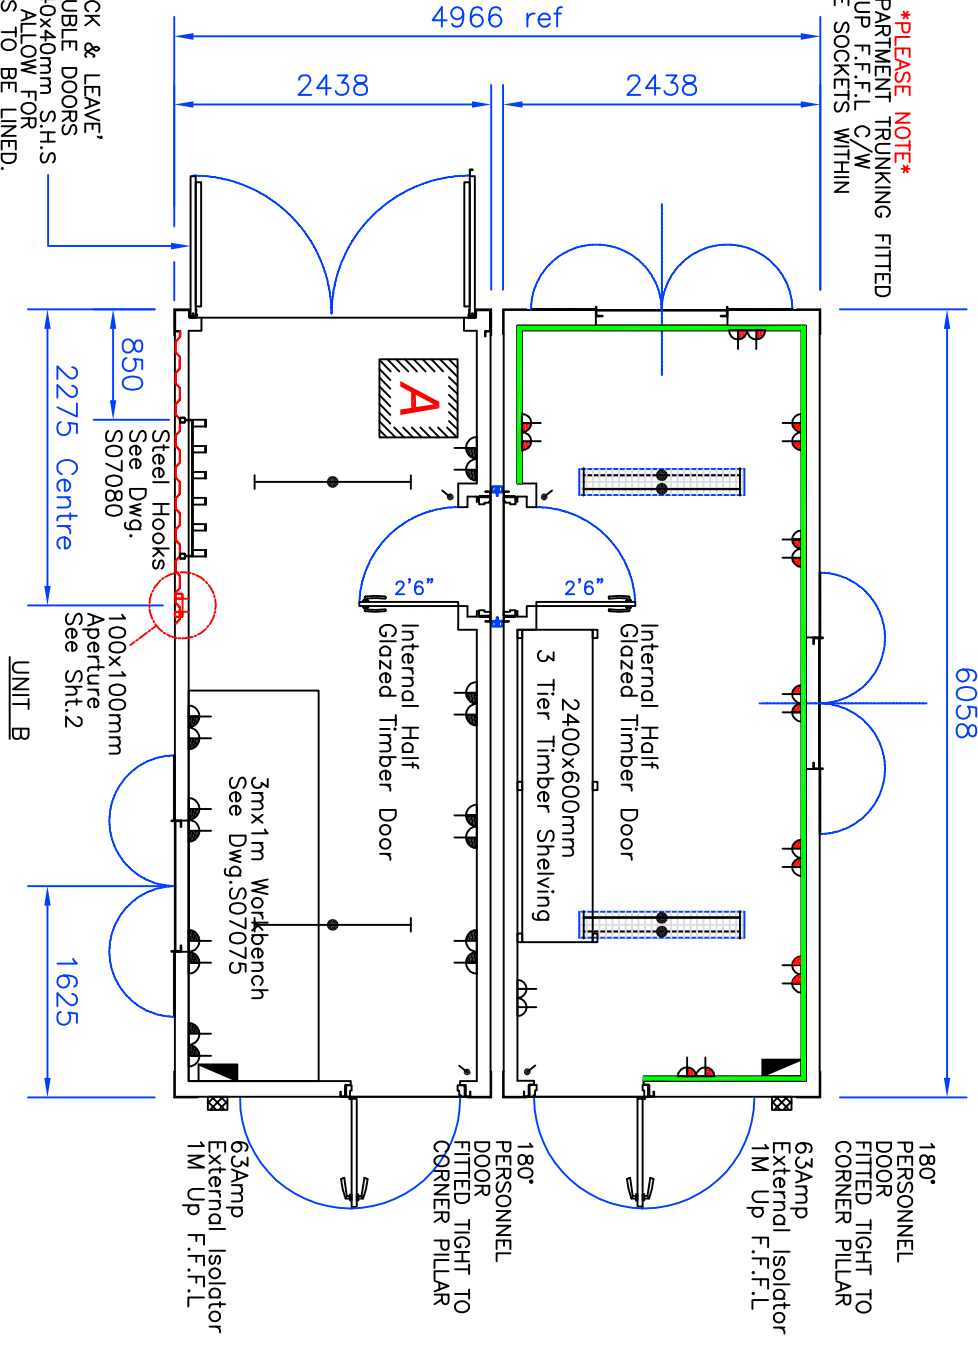 *PLEASE NOTE*
PARTMENT TRUNKING FITTED
UP F.F.F.L C/W
E SOCKETS WITHIN
4966 ref
2438
2438
6058
CK & LEAVE'
UBLE DOORS
0x40mm S.H.S
ALLOW FOR
S TO BE LINED.
850
2275 Centre
Steel Hooks
See Dwg.
S07080
100x100mm
Aperture
See Sht.2
UNIT B
1625
A
2'6"
2'6"
Internal Half
Glazed Timber Door
Internal Half
Glazed Timber Door
2400x600mm
3 Tier Timber Shelving
3mx1m Workbench
See Dwg.S07075
180°
PERSONNEL
DOOR
FITTED TIGHT TO
CORNER PILLAR
63Amp
External Isolator
1M Up F.F.F.L
180°
PERSONNEL
DOOR
FITTED TIGHT TO
CORNER PILLAR
63Amp
External Isolator
1M Up F.F.F.L